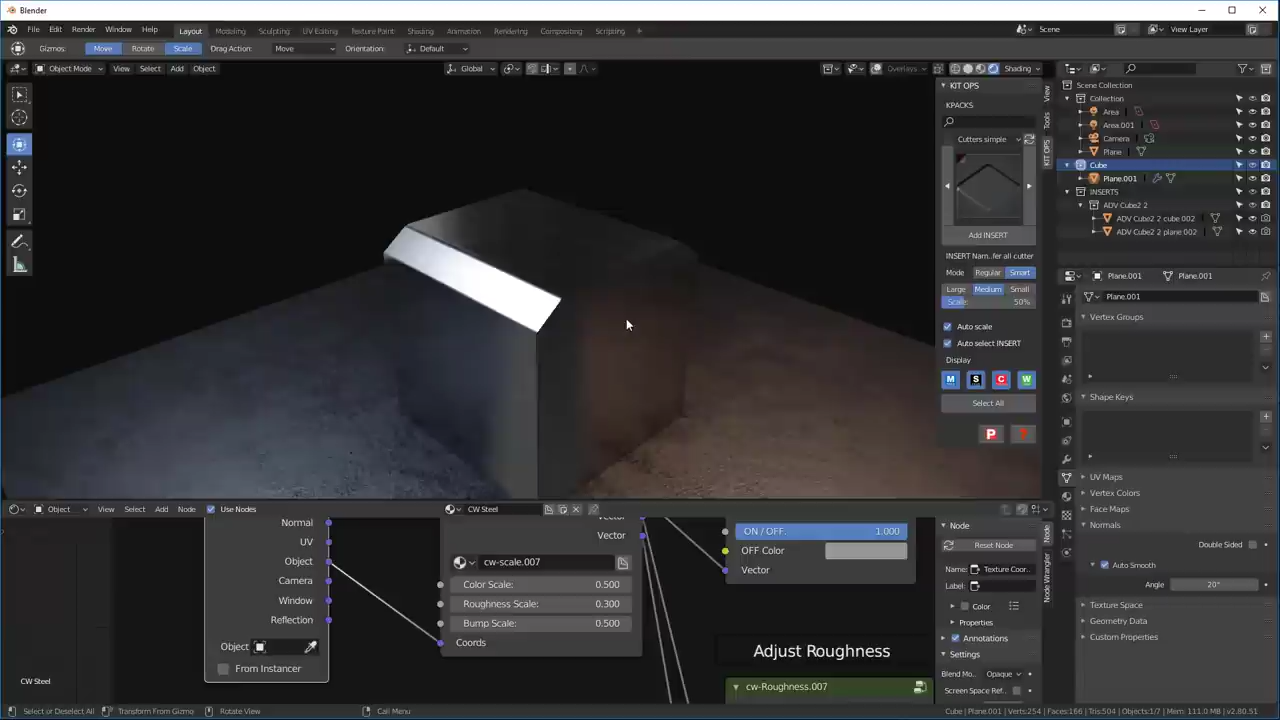 Blender
File Edit Render Window Help Layout Modeling Sculpting UV Editing Texture Paint Shading Animation Rendering Compositing Scripting + Scene View Layer
Gizmos: Move Rotate Scale Drag Action: Move Orientation: Default
Object Mode View Select Add Object Global Overlays Shading
KIT OPS
KPACKS
Cutters simple
Add INSERT
INSERT Nam..fer all cutter
Mode Regular Smart
Large Medium Small
Scale: 50%
Auto scale
Auto select INSERT
Display
M S C W
Select All
P
View
Tools
KIT OPS
Scene Collection
Collection
Area
Area.001
Camera
Plane
Cube
Plane.001
INSERTS
ADV Cube2 2
ADV Cube2 2 cube 002
ADV Cube2 2 plane 002
Plane.001 Plane.001
Plane.001
Vertex Groups
Shape Keys
UV Maps
Vertex Colors
Face Maps
Normals
Double Sided
Auto Smooth
Angle 20°
Texture Space
Geometry Data
Custom Properties
Object View Select Add Node Use Nodes CW Steel
Normal
UV
Object
Camera
Window
Reflection
Object
From Instancer
Vector
cw-scale.007
Color Scale: 0.500
Roughness Scale: 0.300
Bump Scale: 0.500
Coords
ON / OFF. 1.000
OFF Color
Vector
Adjust Roughness
cw-Roughness.007
Node
Reset Node
Name: Texture Coor..
Label:
Color
Properties
Annotations
Settings
Blend Mo.. Opaque
Screen Space Ref..
Node
Node Wrangler
CW Steel
Select or Deselect All Transform From Gizmo Rotate View Call Menu Cube | Plane.001 | Verts:254 | Faces:166 | Tris:504 | Objects:1/7 | Mem: 111.0 MB | v2.80.51